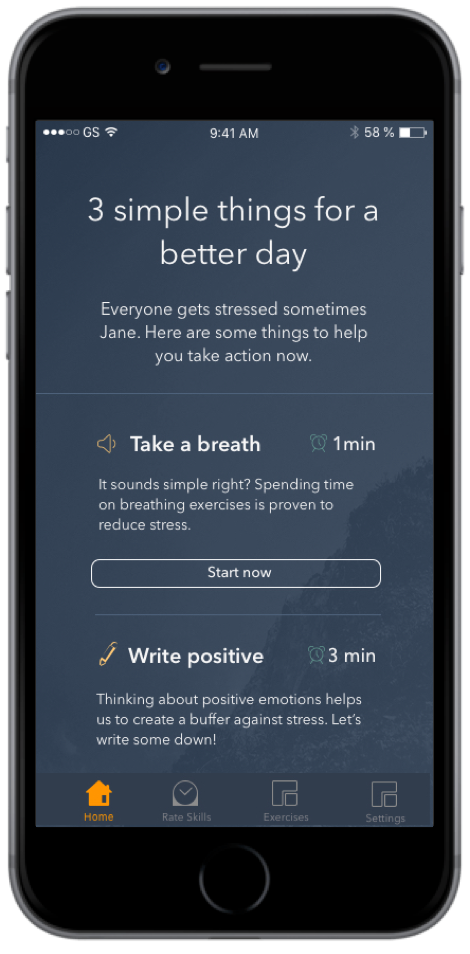 GS 9:41 AM 58 %
3 simple things for a
better day
Everyone gets stressed sometimes
Jane. Here are some things to help
you take action now.
Take a breath 1min
It sounds simple right? Spending time
on breathing exercises is proven to
reduce stress.
Start now
Write positive 3 min
Thinking about positive emotions helps
us to create a buffer against stress. Let’s
write some down!
Home Rate Skills Exercises Settings